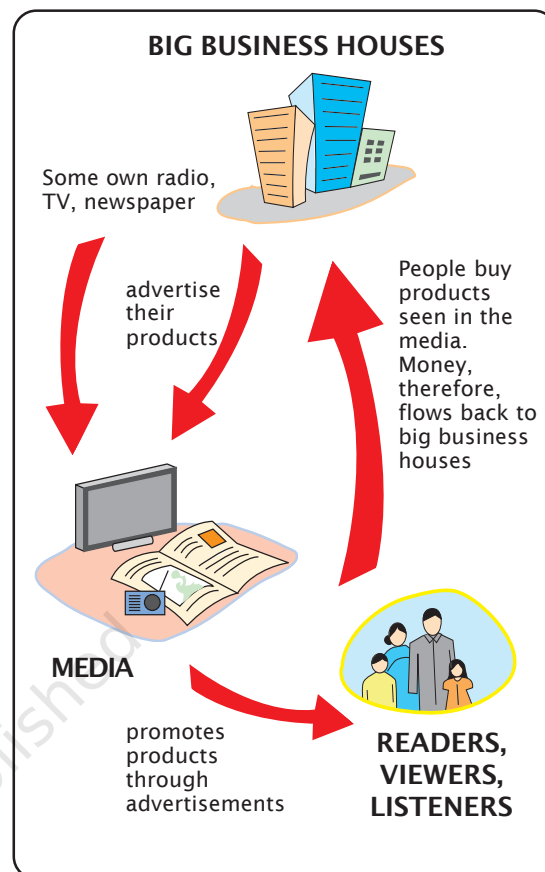 BIG BUSINESS HOUSES
Some own radio,
TV, newspaper
advertise
their
products
People buy
products
seen in the
media.
Money,
therefore,
flows back to
big business
houses
MEDIA
promotes
products
through
advertisements
READERS,
VIEWERS,
LISTENERS